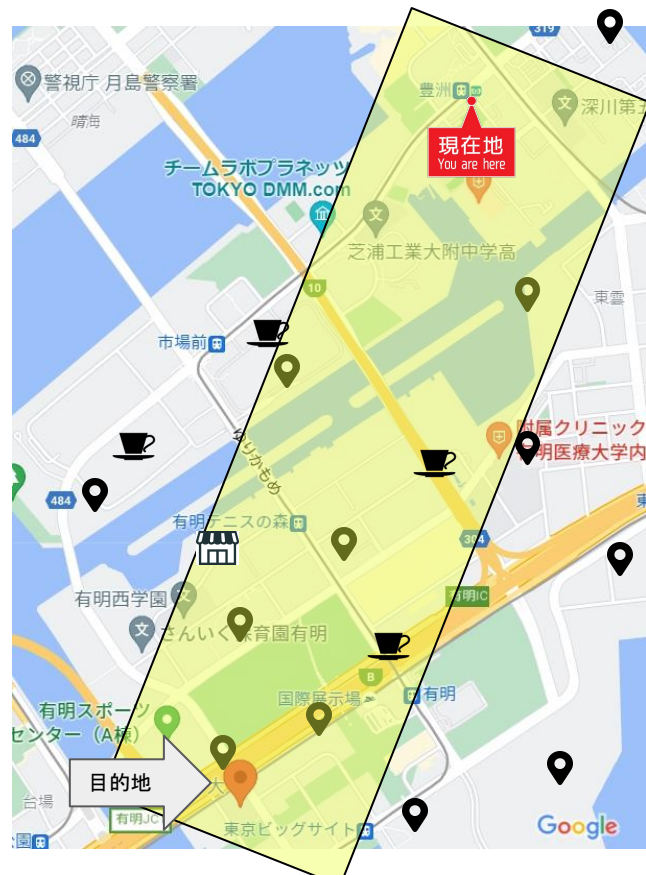 319
警視庁 月島警察署
豊洲
晴海
深川第五
484
現在地
You are here
チームラボプラネッツ
TOKYO DMM.com
芝浦工業大附中学高
10
東雲
市場前
附属クリニック
明医療大学内
ゆりかもめ
484
東
有明テニスの森
304
有明西学園
有明IC
さんいく保育園有明
B
国際展示場
有明
有明スポーツ
センター（A棟）
目的地
大
台場
有明JC
東京ビッグサイト
公園
Google